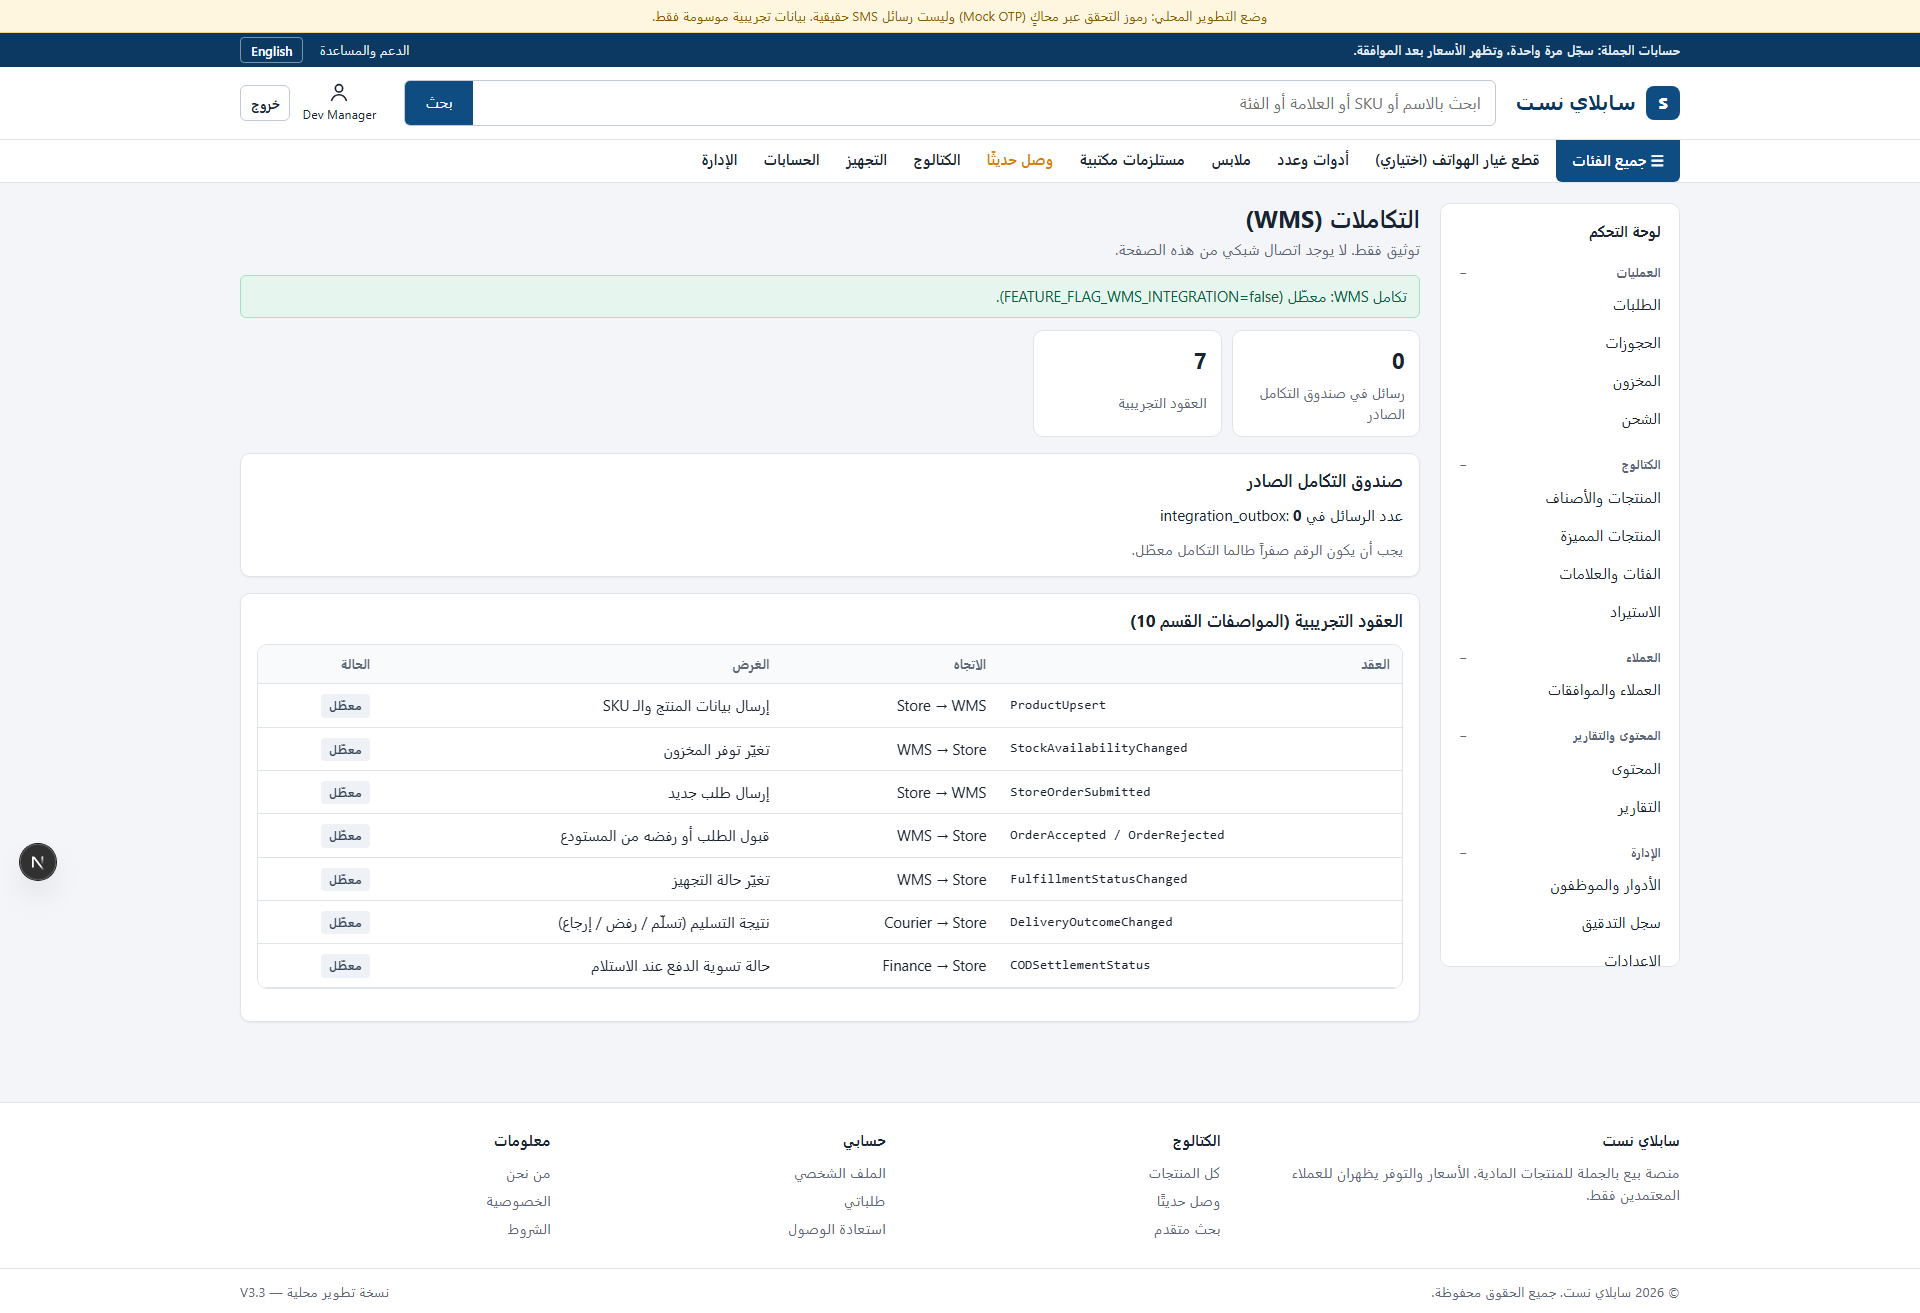 وضع التطوير المحلي: رموز التحقق عبر محاكٍ (Mock OTP) وليست رسائل SMS حقيقية. بيانات تجريبية موسومة فقط.
حسابات الجملة: سجّل مرة واحدة، وتظهر الأسعار بعد الموافقة.
الدعم والمساعدة
English
S
سابلاي نست
ابحث بالاسم أو SKU أو العلامة أو الفئة
بحث
Dev Manager
خروج
☰ جميع الفئات
قطع غيار الهواتف (اختياري)
أدوات وعدد
ملابس
مستلزمات مكتبية
وصل حديثًا
الكتالوج
التجهيز
الحسابات
الإدارة
لوحة التحكم
العمليات –
الطلبات
الحجوزات
المخزون
الشحن
الكتالوج –
المنتجات والأصناف
المنتجات المميزة
الفئات والعلامات
الاستيراد
العملاء –
العملاء والموافقات
المحتوى والتقارير –
المحتوى
التقارير
الإدارة –
الأدوار والموظفون
سجل التدقيق
الإعدادات
التكاملات (WMS)
توثيق فقط. لا يوجد اتصال شبكي من هذه الصفحة.
تكامل WMS: معطّل (FEATURE_FLAG_WMS_INTEGRATION=false).
0
رسائل في صندوق التكامل
الصادر
7
العقود التجريبية
صندوق التكامل الصادر
عدد الرسائل في integration_outbox: 0
يجب أن يكون الرقم صفراً طالما التكامل معطّل.
العقود التجريبية (المواصفات القسم 10)
العقد الاتجاه الغرض الحالة
ProductUpsert Store → WMS إرسال بيانات المنتج والـ SKU معطّل
StockAvailabilityChanged WMS → Store تغيّر توفر المخزون معطّل
StoreOrderSubmitted Store → WMS إرسال طلب جديد معطّل
OrderAccepted / OrderRejected WMS → Store قبول الطلب أو رفضه من المستودع معطّل
FulfillmentStatusChanged WMS → Store تغيّر حالة التجهيز معطّل
DeliveryOutcomeChanged Courier → Store نتيجة التسليم (تسلّم / رفض / إرجاع) معطّل
CODSettlementStatus Finance → Store حالة تسوية الدفع عند الاستلام معطّل
N
سابلاي نست
منصة بيع بالجملة للمنتجات المادية. الأسعار والتوفر يظهران للعملاء
المعتمدين فقط.
الكتالوج
كل المنتجات
وصل حديثًا
بحث متقدم
حسابي
الملف الشخصي
طلباتي
استعادة الوصول
معلومات
من نحن
الخصوصية
الشروط
© 2026 سابلاي نست. جميع الحقوق محفوظة.
نسخة تطوير محلية — V3.3